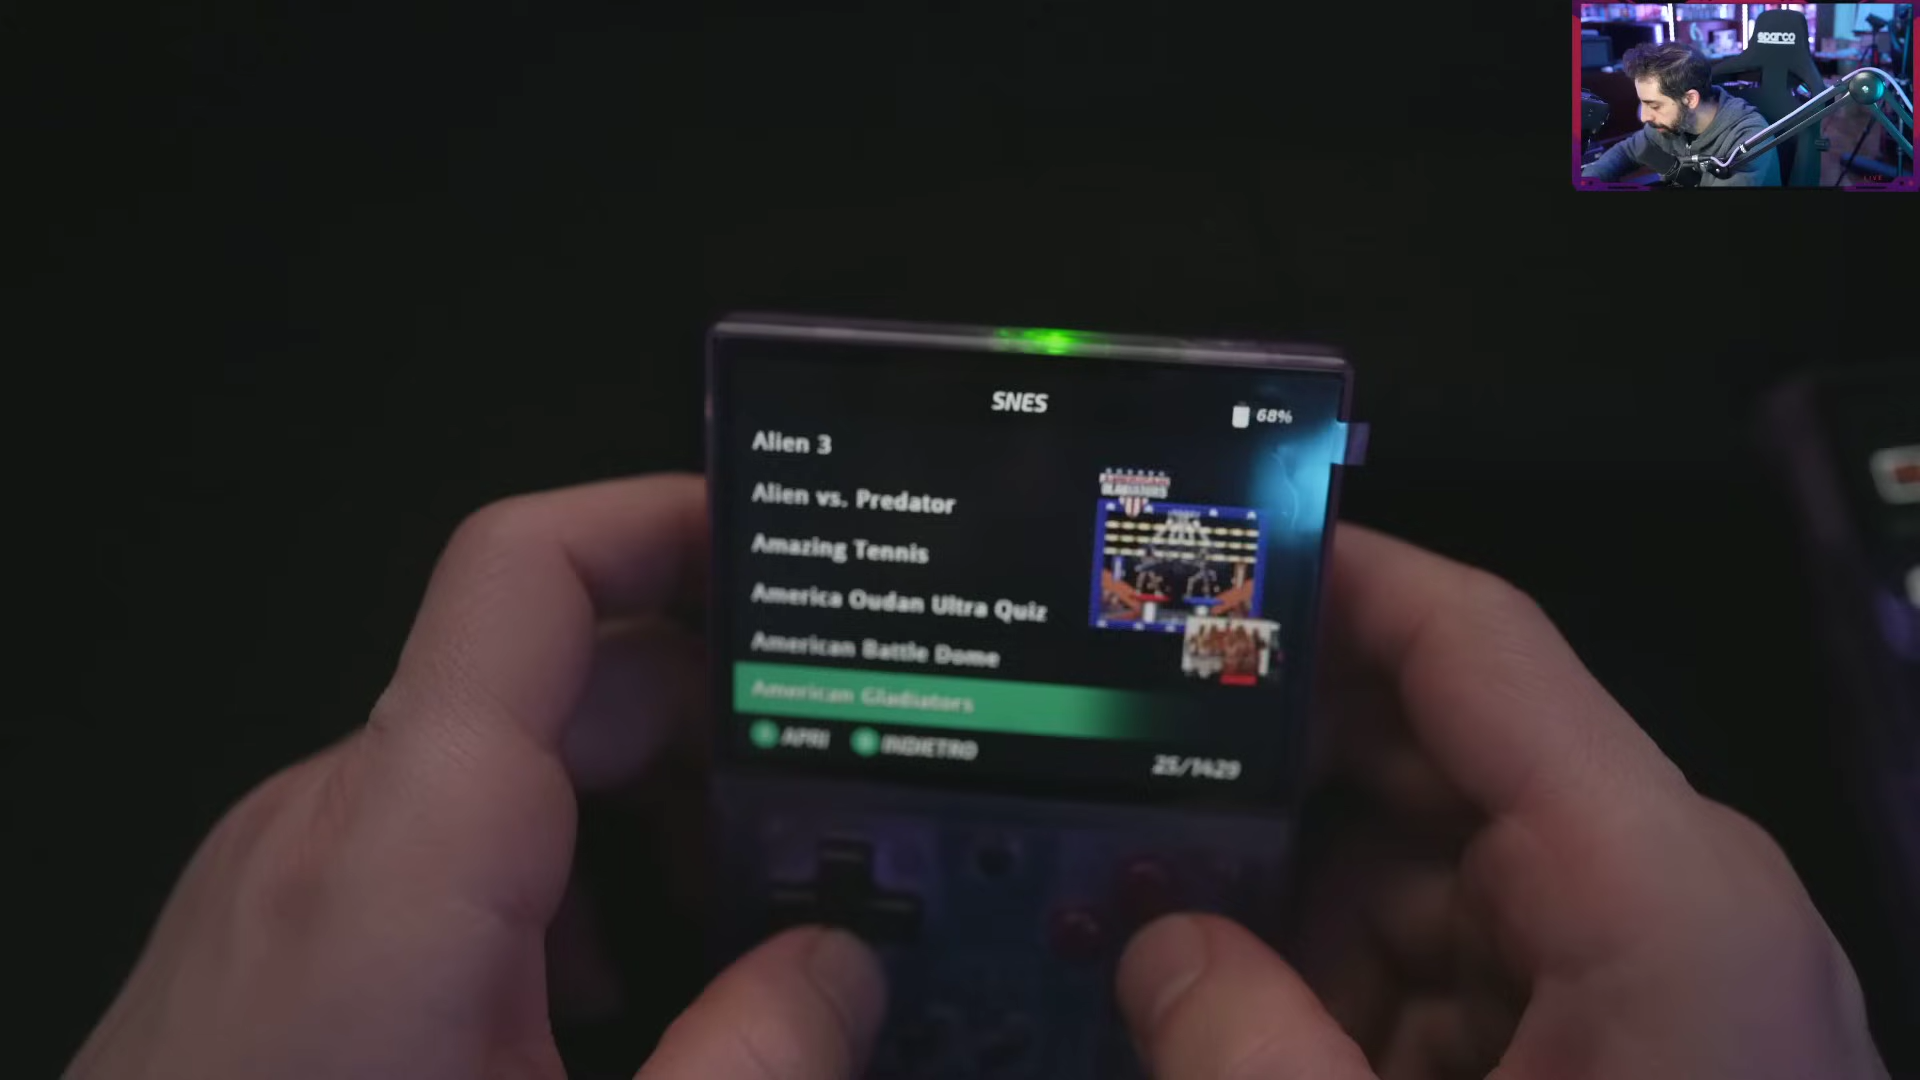 sparco
LIVE
SNES
68%
Alien 3
Alien vs. Predator
Amazing Tennis
America Oudan Ultra Quiz
American Battle Dome
American Gladiators
APRI
INDIETRO
25/1429